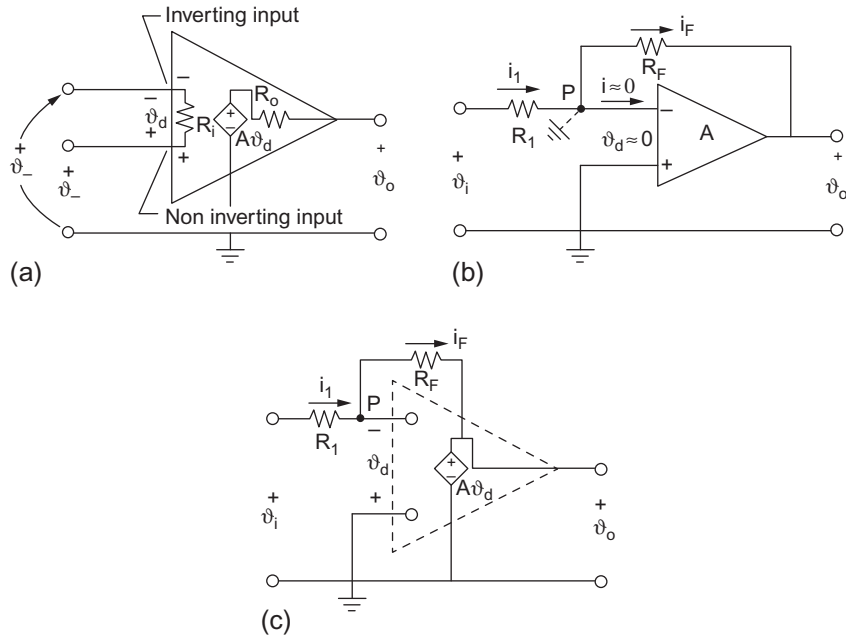 Inverting input
−
−
ϑd
+
Ri
+
Ro
+
−
Aϑd
+
ϑ−
+
ϑ−
+
ϑo
Non inverting input
(a)
iF
RF
i1
R1
P
i≈0
−
ϑd≈0
A
+
+
ϑi
+
ϑo
(b)
iF
RF
i1
R1
P
−
ϑd
+
+
−
Aϑd
+
ϑi
+
ϑo
(c)